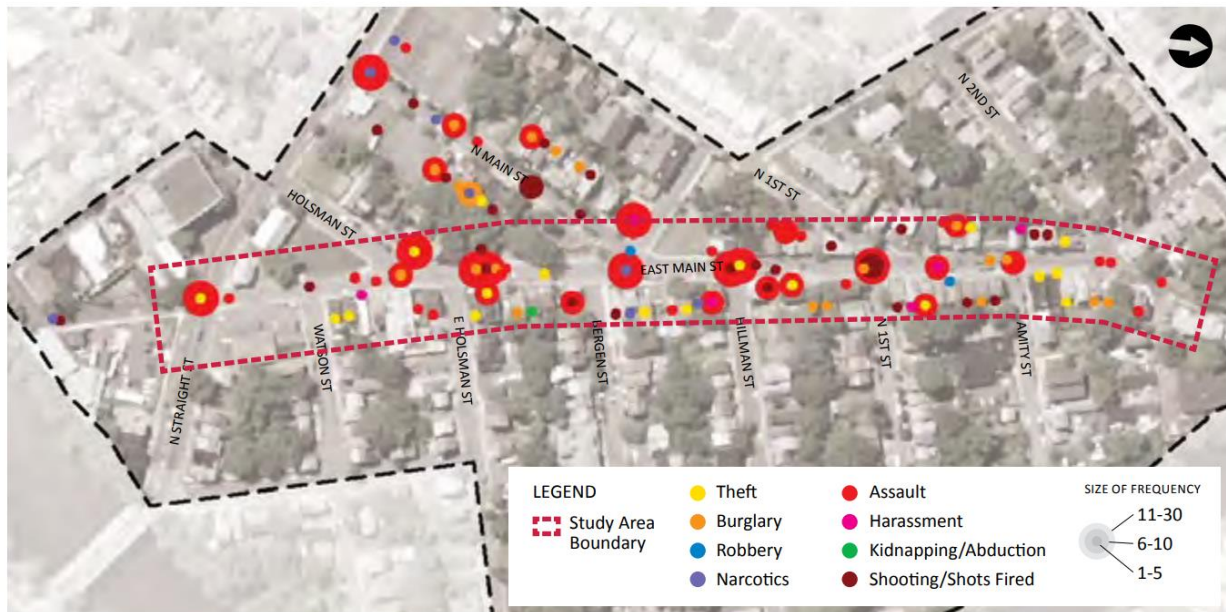 N 2ND ST
N MAIN ST
N 1ST ST
HOLSMAN ST
EAST MAIN ST
WATSON ST
E HOLSMAN ST
BERGEN ST
HILLMAN ST
N 1ST ST
AMITY ST
N STRAIGHT ST
LEGEND
Study Area
Boundary
Theft
Burglary
Robbery
Narcotics
Assault
Harassment
Kidnapping/Abduction
Shooting/Shots Fired
SIZE OF FREQUENCY
11-30
6-10
1-5